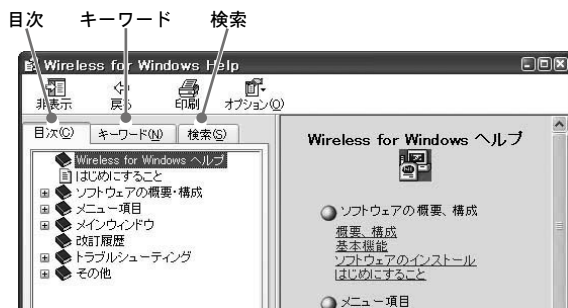 目次 キーワード 検索
Wireless for Windows Help
非表示 戻る 印刷 オプション(O)
目次(C) キーワード(N) 検索(S)
Wireless for Windows ヘルプ
はじめにすること
ソフトウェアの概要・構成
メニュー項目
メインウィンドウ
改訂履歴
トラブルシューティング
その他
Wireless for Windows ヘルプ
ソフトウェアの概要、構成
概要、構成
基本機能
ソフトウェアのインストール
はじめにすること
メニュー項目